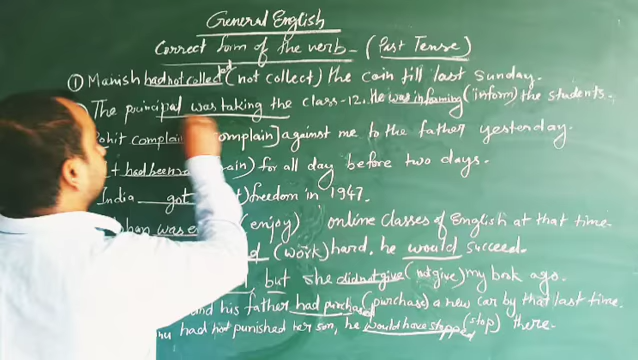 General English
Correct form of the verb - (Past Tense)
① Manish had not collected (not collect) the coin till last Sunday.
The principal was taking the class-12. He was informing (inform) the students.
ohit complain complain] against me to the father yesterday.
t had been ain) for all day before two days.
India got t) freedom in 1947.
han was e (enjoy) online classes of English at that time.
d (work) hard, he would succeed.
but she did not give (not give) my book ago.
and his father had purchased (purchase) a new car by that last time.
nu had not punished her son, he would have stopped (stop) there.